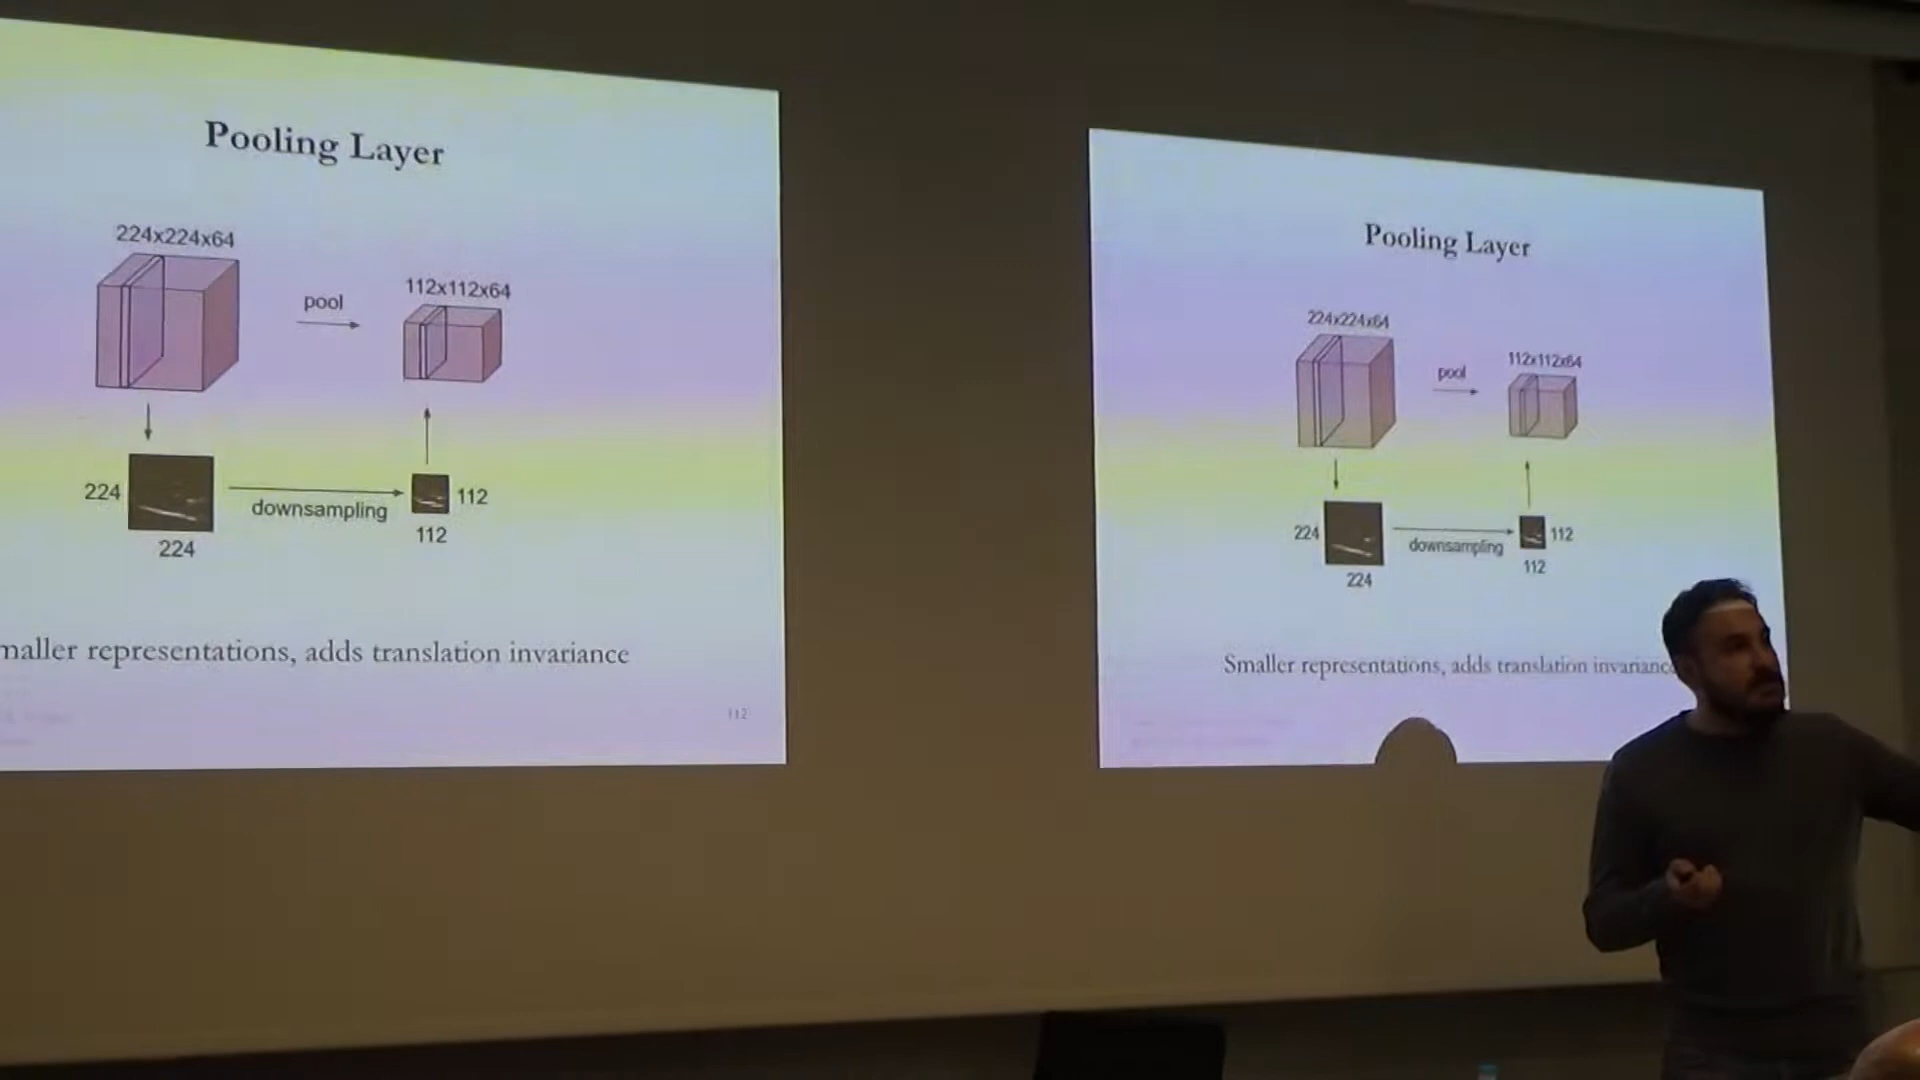 Pooling Layer
224x224x64
pool
112x112x64
224
downsampling
112
224
112
maller representations, adds translation invariance
112
Pooling Layer
224x224x64
pool
112x112x64
224
downsampling
112
224
112
Smaller representations, adds translation invariance